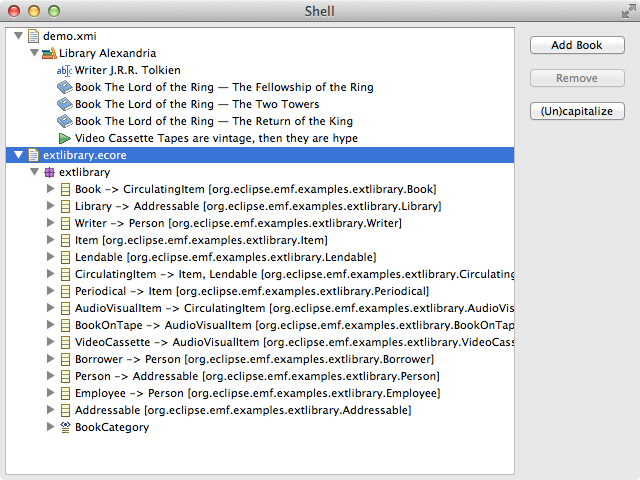 Shell
demo.xmi
Library Alexandria
Writer J.R.R. Tolkien
Book The Lord of the Ring — The Fellowship of the Ring
Book The Lord of the Ring — The Two Towers
Book The Lord of the Ring — The Return of the King
Video Cassette Tapes are vintage, then they are hype
extlibrary.ecore
extlibrary
Book -> CirculatingItem [org.eclipse.emf.examples.extlibrary.Book]
Library -> Addressable [org.eclipse.emf.examples.extlibrary.Library]
Writer -> Person [org.eclipse.emf.examples.extlibrary.Writer]
Item [org.eclipse.emf.examples.extlibrary.Item]
Lendable [org.eclipse.emf.examples.extlibrary.Lendable]
CirculatingItem -> Item, Lendable [org.eclipse.emf.examples.extlibrary.Circulating
Periodical -> Item [org.eclipse.emf.examples.extlibrary.Periodical]
AudioVisualItem -> CirculatingItem [org.eclipse.emf.examples.extlibrary.AudioVis
BookOnTape -> AudioVisualItem [org.eclipse.emf.examples.extlibrary.BookOnTap
VideoCassette -> AudioVisualItem [org.eclipse.emf.examples.extlibrary.VideoCass
Borrower -> Person [org.eclipse.emf.examples.extlibrary.Borrower]
Person -> Addressable [org.eclipse.emf.examples.extlibrary.Person]
Employee -> Person [org.eclipse.emf.examples.extlibrary.Employee]
Addressable [org.eclipse.emf.examples.extlibrary.Addressable]
BookCategory
Add Book
Remove
(Un)capitalize